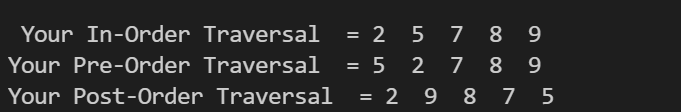 Your In-Order Traversal = 2 5 7 8 9
Your Pre-Order Traversal = 5 2 7 8 9
Your Post-Order Traversal = 2 9 8 7 5